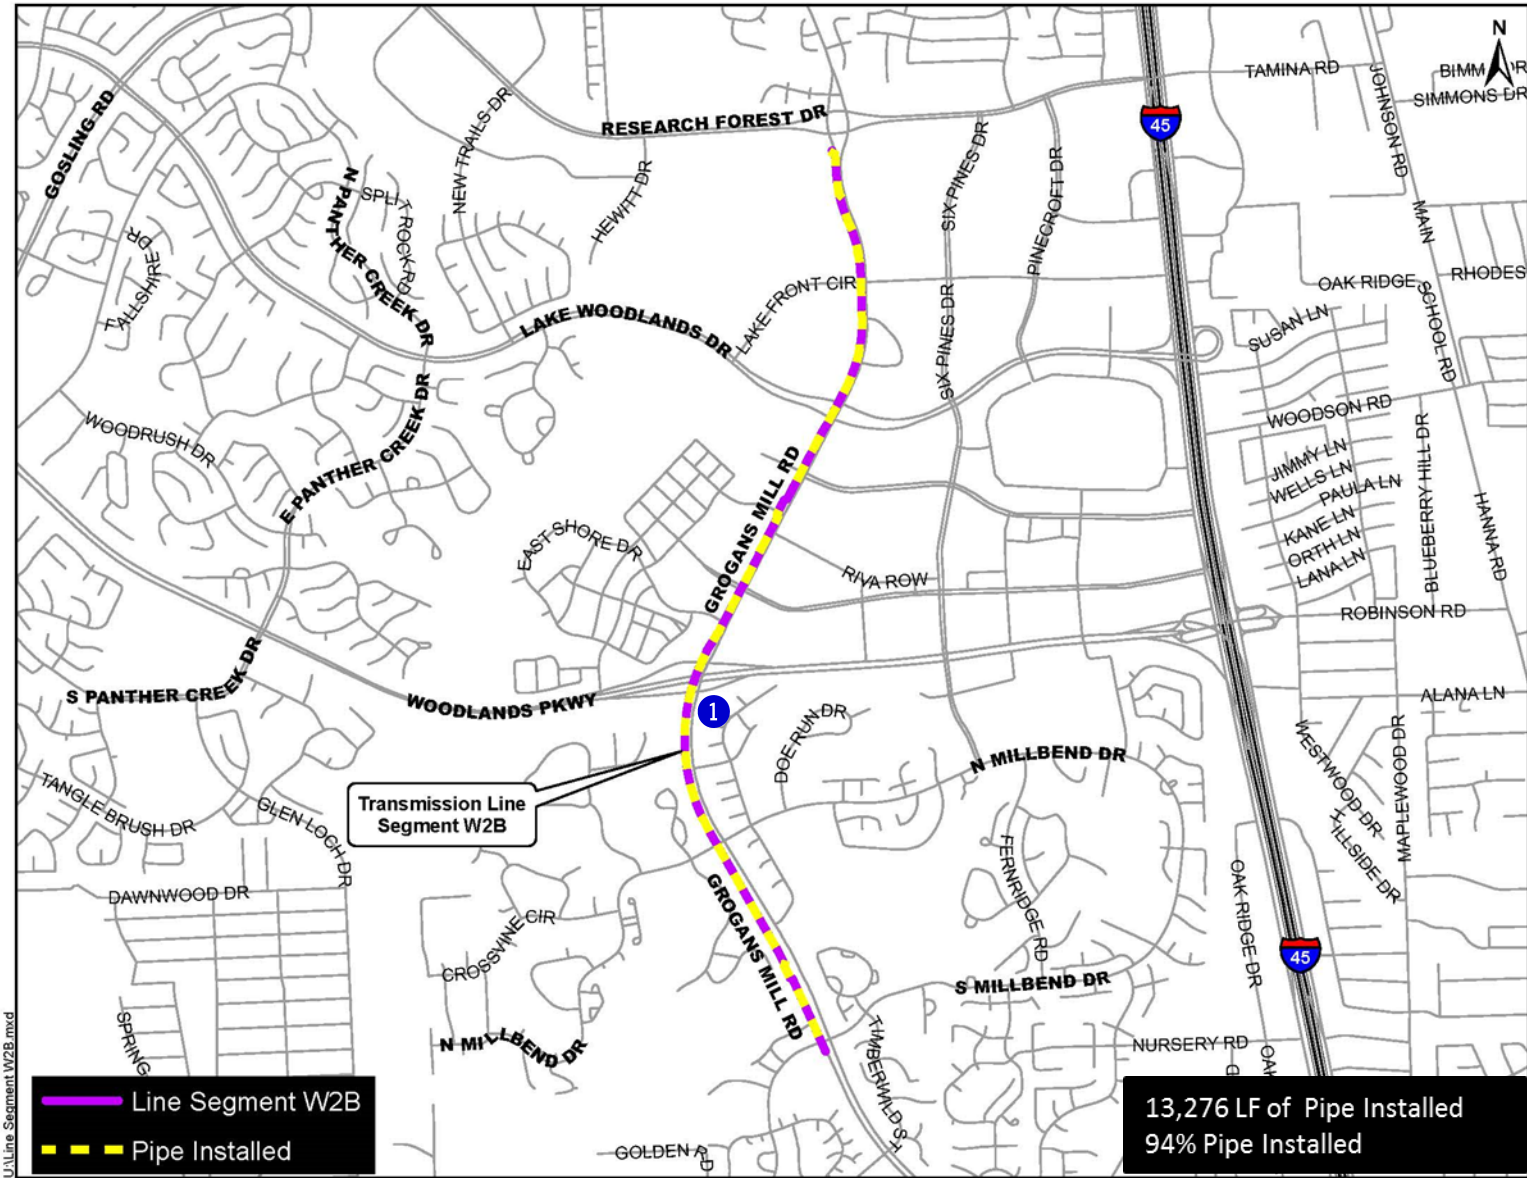 N
TAMINA RD
JOHNSON RD
SIMMONS DR
GOSLING RD
NEW TRAILS DR
RESEARCH FOREST DR
45
HEWITT DR
SIX PINES DR
PINECROFT DR
N PANTHER CREEK DR
SPLIT ROCK RD
MAIN
ALLSHIRE DR
LAKE FRONT CIR
OAK RIDGE SCHOOL RD
RHODES
LAKE WOODLANDS DR
SIX PINES DR
SUSAN LN
WOODRUSH DR
E PANTHER CREEK DR
WOODSON RD
JIMMY LN
WELLS LN
PAULA LN
KANE LN
ORTH LN
LANA LN
BLUEBERRY HILL DR
HANNA RD
EAST SHORE DR
GROGANS MILL RD
RIVA ROW
ROBINSON RD
S PANTHER CREEK DR
WOODLANDS PKWY
1
DOE RUN DR
ALANA LN
N MILLBEND DR
WESTWOOD DR
MAPLEWOOD DR
HILLSIDE DR
TANGLE BRUSH DR
GLEN LOCH DR
Transmission Line
Segment W2B
DAWNWOOD DR
GROGANS MILL RD
FERNRIDGE RD
OAK RIDGE DR
CROSSVINE CIR
45
S MILLBEND DR
SPRING
N MILLBEND DR
TIMBERWILD ST
NURSERY RD
OAK
GOLDEN
Line Segment W2B
Pipe Installed
13,276 LF of Pipe Installed
94% Pipe Installed
U:\Line Segment W2B.mxd